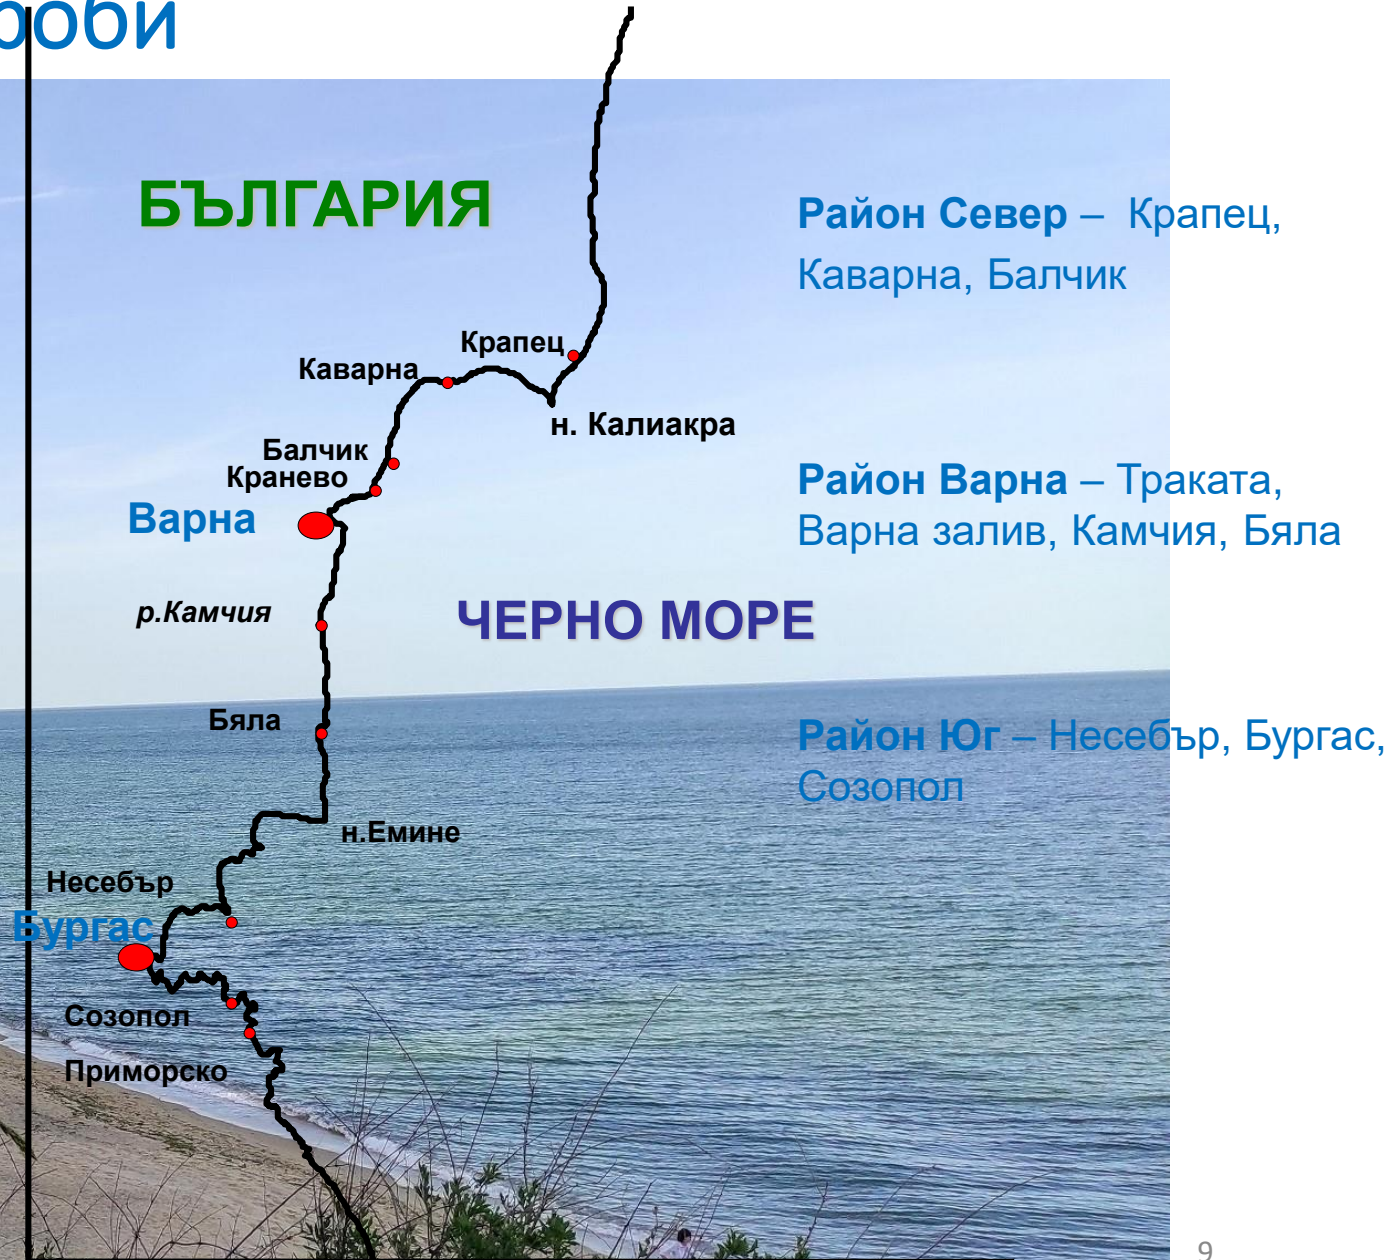 роби
БЪЛГАРИЯ
Район Север – Крапец,
Каварна, Балчик
Крапец
Каварна
н. Калиакра
Балчик
Кранево
Варна
Район Варна – Траката,
Варна залив, Камчия, Бяла
р.Камчия
ЧЕРНО МОРЕ
Бяла
Район Юг – Несебър, Бургас,
Созопол
н.Емине
Несебър
Бургас
Созопол
Приморско
9